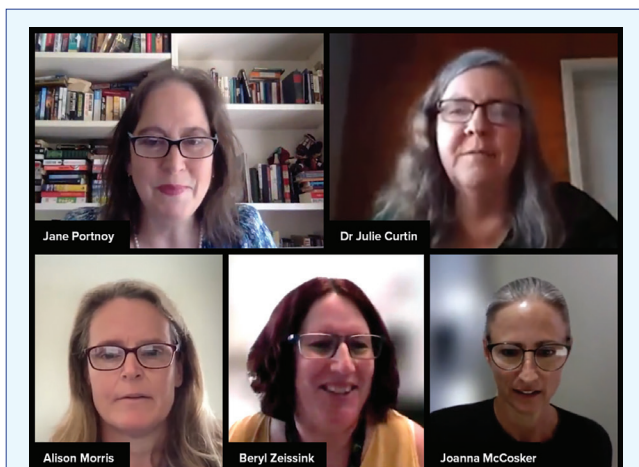 Jane Portnoy
Dr Julie Curtin
Alison Morris
Beryl Zeissink
Joanna McCosker